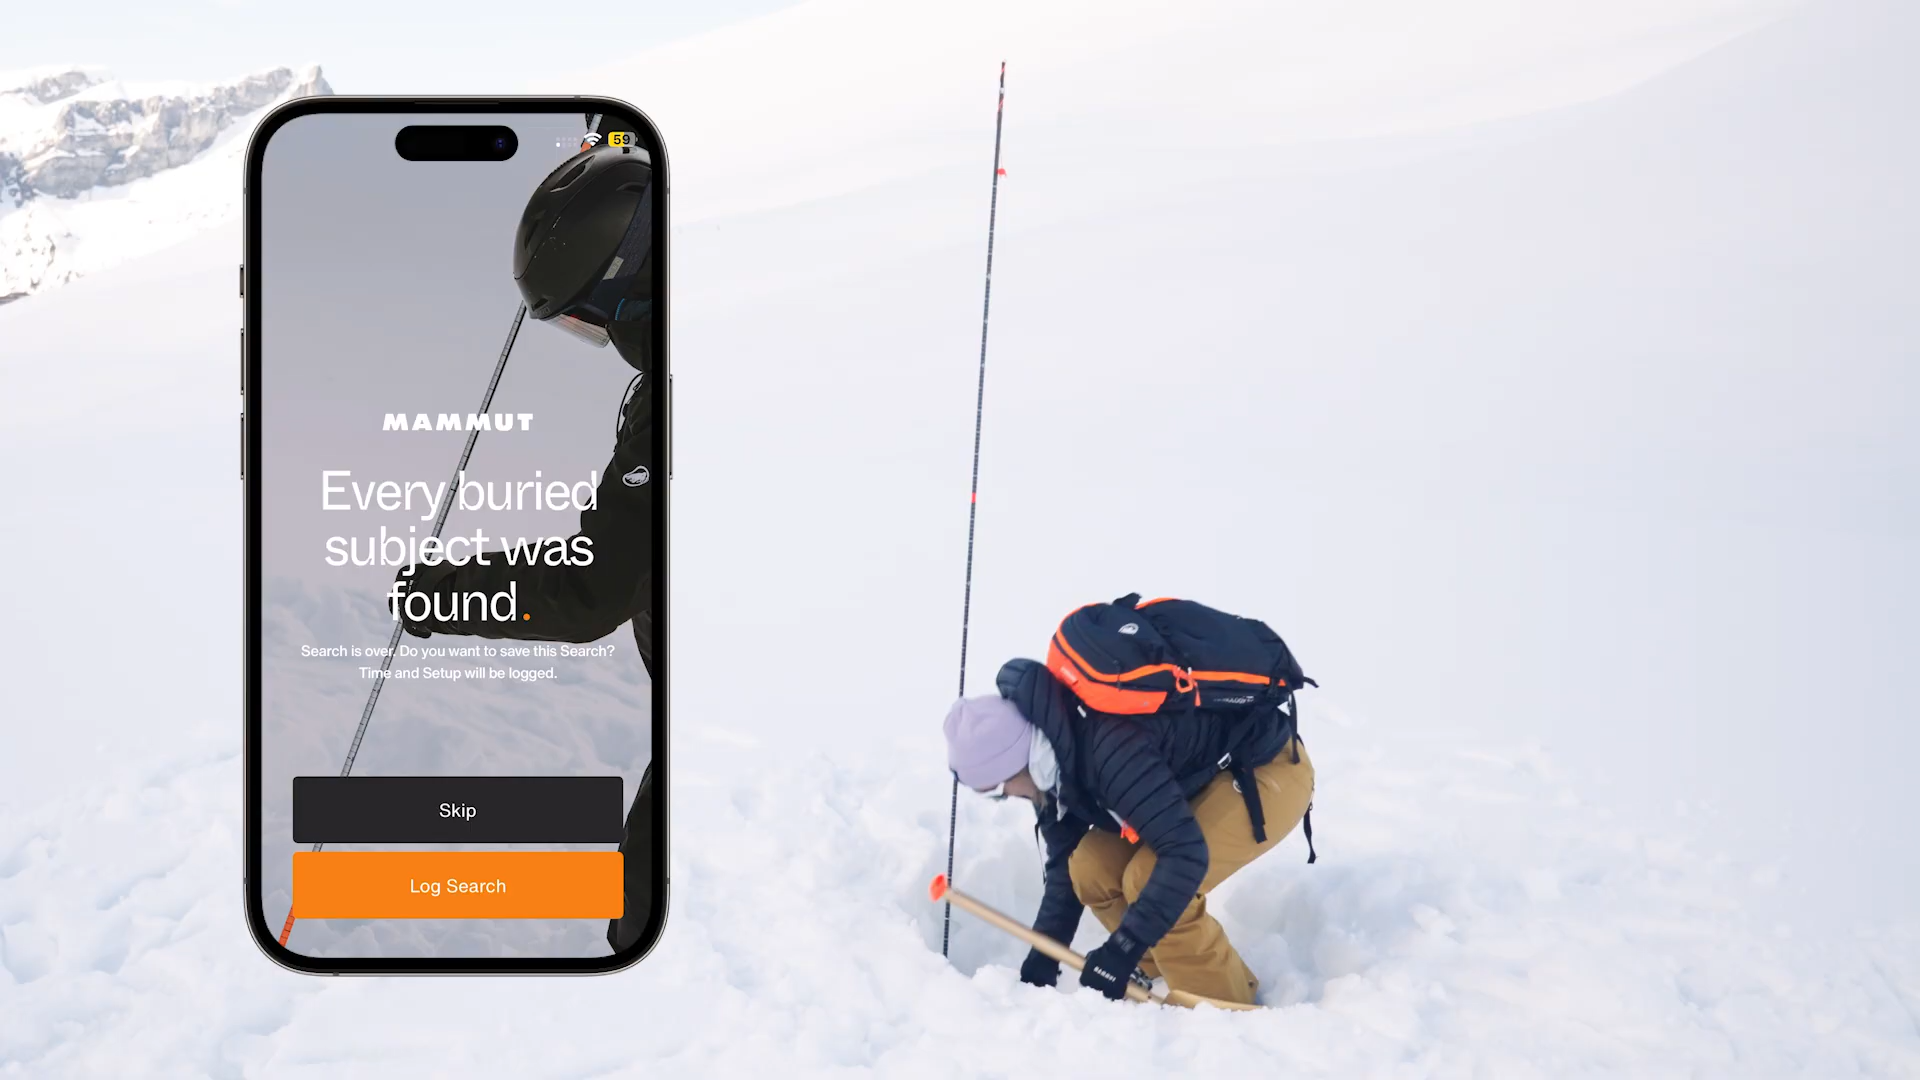 59
MAMMUT
Every buried
subject was
found.
Search is over. Do you want to save this Search?
Time and Setup will be logged.
Skip
Log Search
MAMMUT